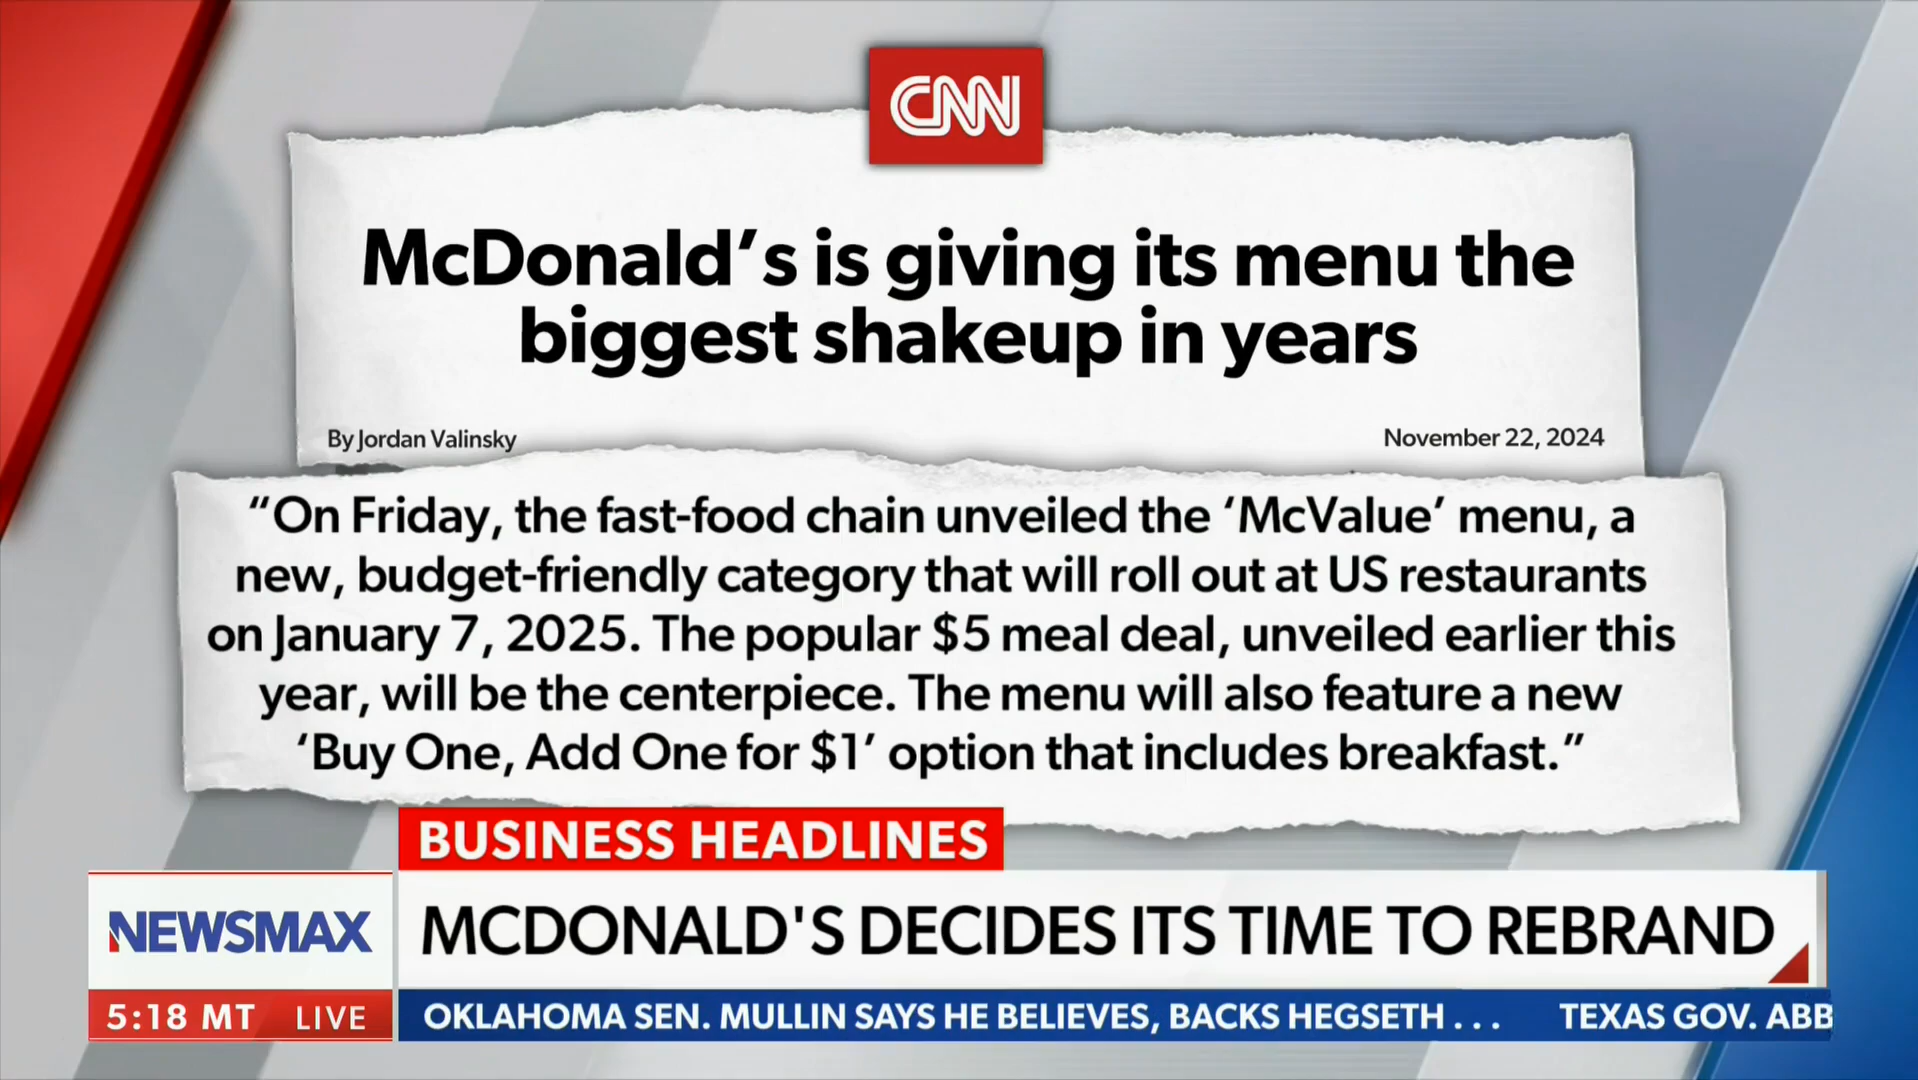 CNN
McDonald's is giving its menu the
biggest shakeup in years
By Jordan Valinsky
November 22, 2024
“On Friday, the fast-food chain unveiled the ‘McValue’ menu, a
new, budget-friendly category that will roll out at US restaurants
on January 7, 2025. The popular $5 meal deal, unveiled earlier this
year, will be the centerpiece. The menu will also feature a new
‘Buy One, Add One for $1’ option that includes breakfast.”
BUSINESS HEADLINES
NEWSMAX
MCDONALD'S DECIDES ITS TIME TO REBRAND
5:18 MT LIVE
OKLAHOMA SEN. MULLIN SAYS HE BELIEVES, BACKS HEGSETH . . . TEXAS GOV. ABB